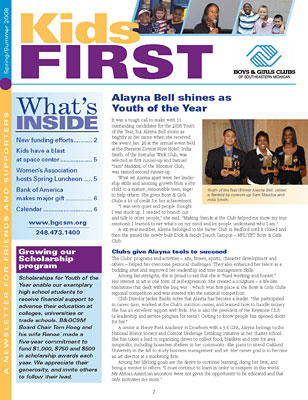 Spring/Summer 2008
Kids
FIRST
BOYS & GIRLS CLUBS
OF SOUTHEASTERN MICHIGAN
A NEWSLETTER FOR FRIENDS AND SUPPORTERS
What's
INSIDE
New funding efforts.......... 2
Kids have a blast
at space center ............... 5
Women's Association
hosts Spring Luncheon ..... 5
Bank of America
makes major gift .............. 6
Calendar ......................... 6
www.bgcsm.org
248.473.1400
Growing our
Scholarship
program
Scholarships for Youth of the
Year enable our exemplary
high school students to
receive financial support to
advance their education at
colleges, universities or
trade schools. B&GCSM
Board Chair Tom Hoeg and
his wife Ranae' made a
five-year commitment to
fund $1,000, $750 and $500
in scholarship awards each
year. We appreciate their
generosity, and invite others
to follow their lead.
Alayna Bell shines as
Youth of the Year
It was a tough call to make with 11
outstanding candidates for the 2008 Youth
of the Year, but Alayna Bell shone as
brightly as her name when she received
the award Jan. 26 at the annual event held
at the Sheraton Detroit Novi Hotel. India
Smith, of the Yunion Club, was
selected as first runner-up and Samuel
"Sam" Maddox, of the Bloomer Club,
was named second runner-up.
What set Alayna apart were her leader-
ship skills and amazing growth from a shy
child to a mature, responsible teen, eager
to help others. She gives Boys & Girls
Clubs a lot of credit for her achievement.
"I was very quiet and people thought
I was stuck up. I needed to branch out
and talk to other people," she said. "Making friends at the Club helped me show my true
emotions. I learned to see what's on my mind and let people understand who I am."
A six-year member, Alayna belonged to the former Club in Redford until it closed and
then she joined the newly built Dick & Sandy Dauch Campus – NFL/YET Boys & Girls
Club.
Youth of the Year Winner Alayna Bell, center,
is flanked by runners-up Sam Maddox and
India Smith.
Clubs give Alayna tools to succeed
The Clubs' programs and activities – arts, fitness, sports, character development and
others – helped her overcome personal challenges. They also enhanced her talents as a
budding artist and improved her leadership and time management skills.
Among her strengths, she is proud to say that she is "hard working and honest."
Her interest in art is one form of self-expression. She created a sculpture – a life-like
tombstone that dealt with the long war – which won first place at the Boys & Girls Clubs
regional competition and was entered into the national competition.
Club Director Jackie Banks notes that Alayna has become a leader. "She participated
in career days, worked at the Club's nutrition center, and learned how to handle money.
She has an excellent rapport with kids. She is also the president of the Keystone Club
(a leadership and service program for teens). Getting to know people has opened doors
for her."
A senior at Henry Ford Academy in Dearborn with a 3.6 GPA, Alayna belongs to the
National Honor Society and Cassius Underage Drinking initiative at her charter school.
She has taken a lead in organizing drives to collect food, blankets and toys for area
nonprofits, including homeless shelters in her community. She plans to attend Oakland
University in the fall to study business management and art. Her career goal is to become
an art director at a marketing firm.
Among her lifelong goals are the desire to continue learning, doing her best, and
being a mentor to others. "I must continue to learn in order to compete in this world.
My African-American ancestors were not given the opportunity to be educated and that
only motivates me more."